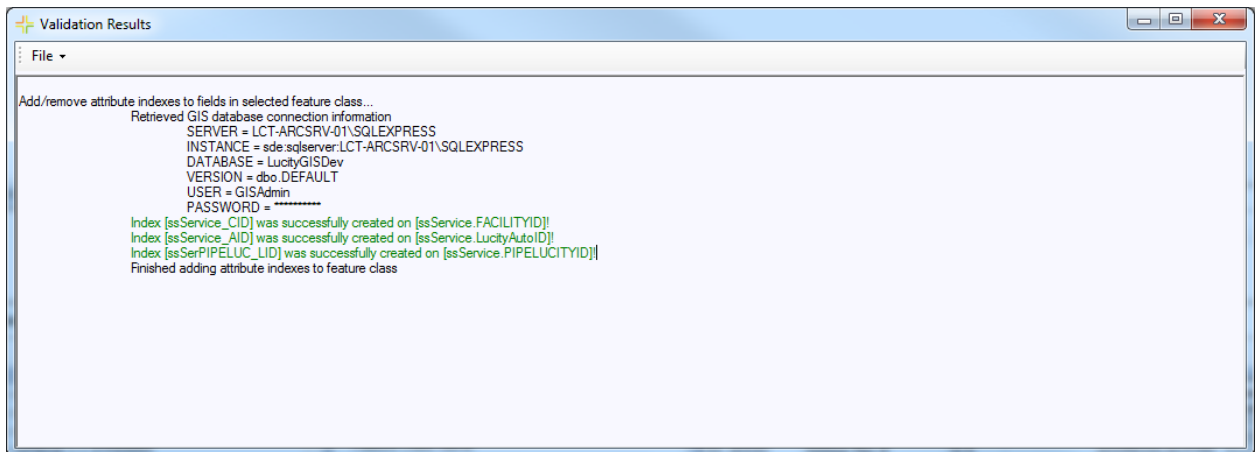 Validation Results
File
Add/remove attribute indexes to fields in selected feature class...
Retrieved GIS database connection information
SERVER = LCT-ARCSRV-01\SQLEXPRESS
INSTANCE = sde:sqlserver:LCT-ARCSRV-01\SQLEXPRESS
DATABASE = LucityGISDev
VERSION = dbo.DEFAULT
USER = GISAdmin
PASSWORD = **********
Index [ssService_CID] was successfully created on [ssService.FACILITYID]!
Index [ssService_AID] was successfully created on [ssService.LucityAutoID]!
Index [ssSerPIPELUC_LID] was successfully created on [ssService.PIPELUCITYID]!
Finished adding attribute indexes to feature class